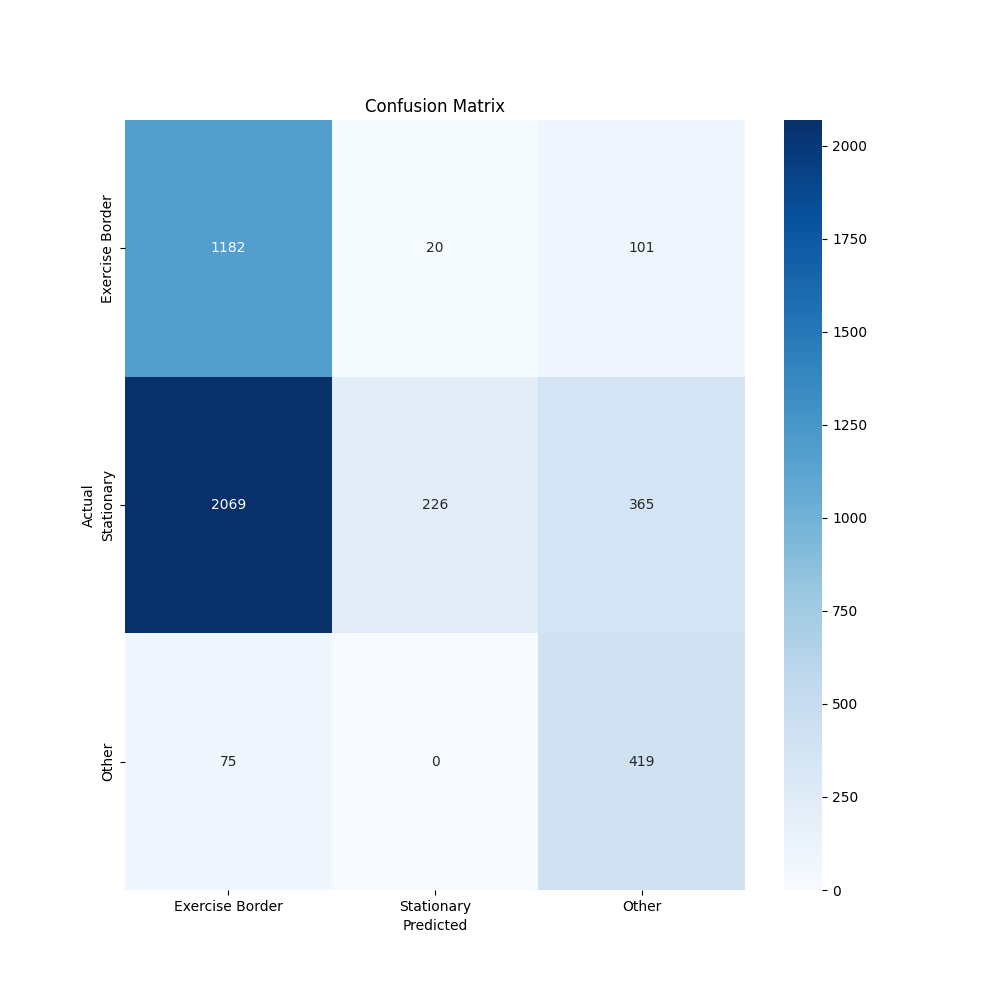 Confusion Matrix
Exercise Border
1182
20
101
Actual
Stationary
2069
226
365
Other
75
0
419
Exercise Border
Stationary
Other
Predicted
2000
1750
1500
1250
1000
750
500
250
0